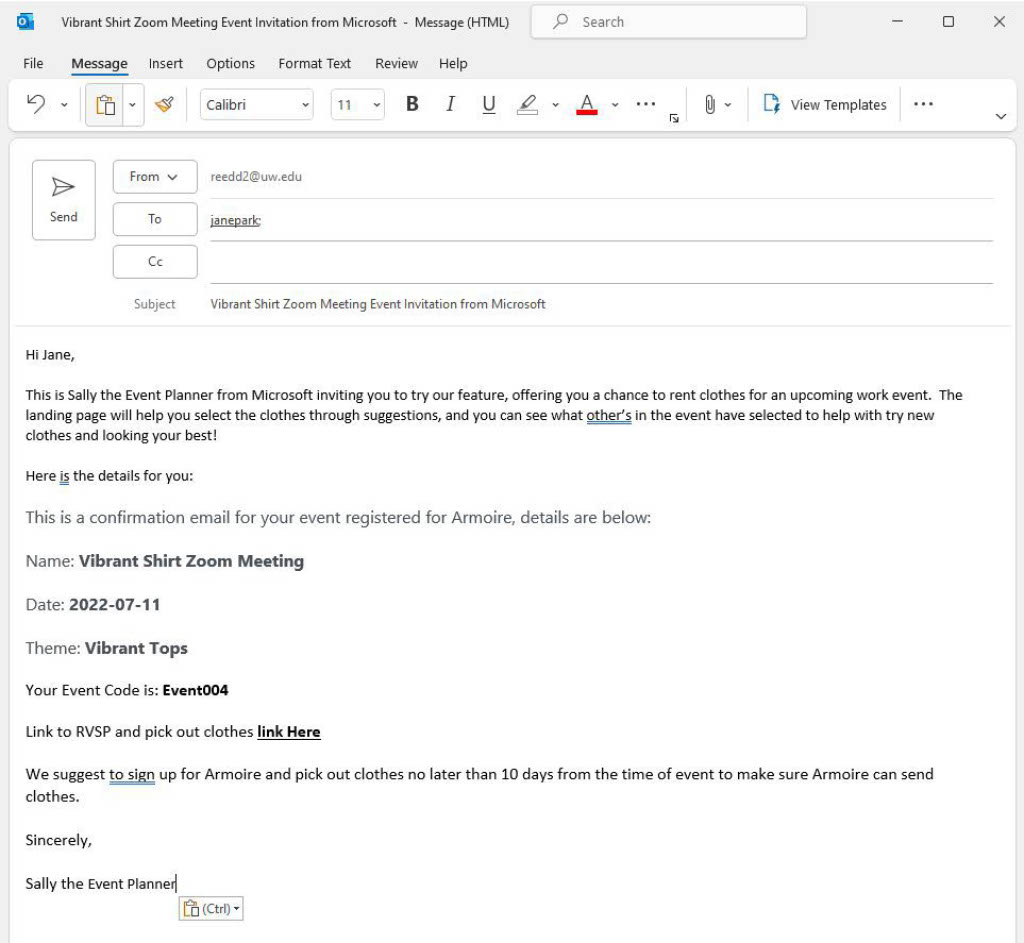 Vibrant Shirt Zoom Meeting Event Invitation from Microsoft - Message (HTML)
Search
File Message Insert Options Format Text Review Help
Calibri 11 B I U A View Templates
Send
From reedd2@uw.edu
To janepark;
Cc
Subject Vibrant Shirt Zoom Meeting Event Invitation from Microsoft
Hi Jane,
This is Sally the Event Planner from Microsoft inviting you to try our feature, offering you a chance to rent clothes for an upcoming work event. The
landing page will help you select the clothes through suggestions, and you can see what other's in the event have selected to help with try new
clothes and looking your best!
Here is the details for you:
This is a confirmation email for your event registered for Armoire, details are below:
Name: Vibrant Shirt Zoom Meeting
Date: 2022-07-11
Theme: Vibrant Tops
Your Event Code is: Event004
Link to RVSP and pick out clothes link Here
We suggest to sign up for Armoire and pick out clothes no later than 10 days from the time of event to make sure Armoire can send
clothes.
Sincerely,
Sally the Event Planner
(Ctrl)